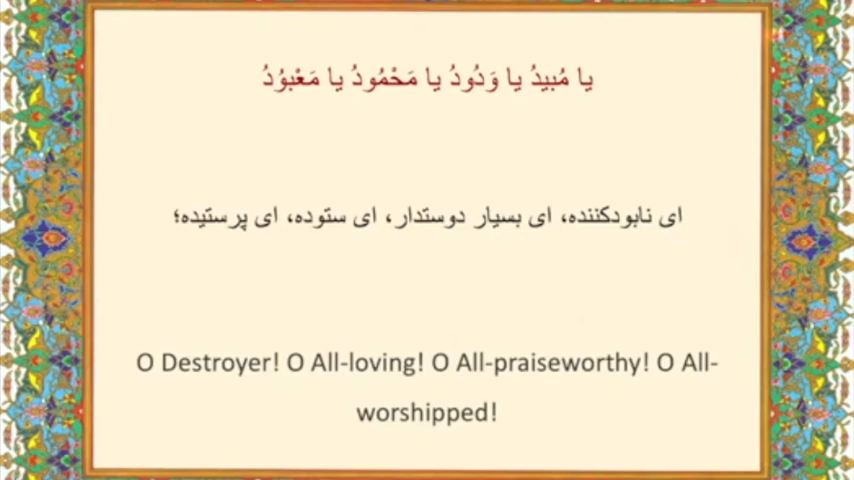 يا مُبيدُ يا وَدُودُ يا مَحْمُودُ يا مَعْبوُدُ
ای نابودکننده، ای بسیار دوستدار، ای ستوده، ای پرستیده؛
O Destroyer! O All-loving! O All-praiseworthy! O All-
worshipped!